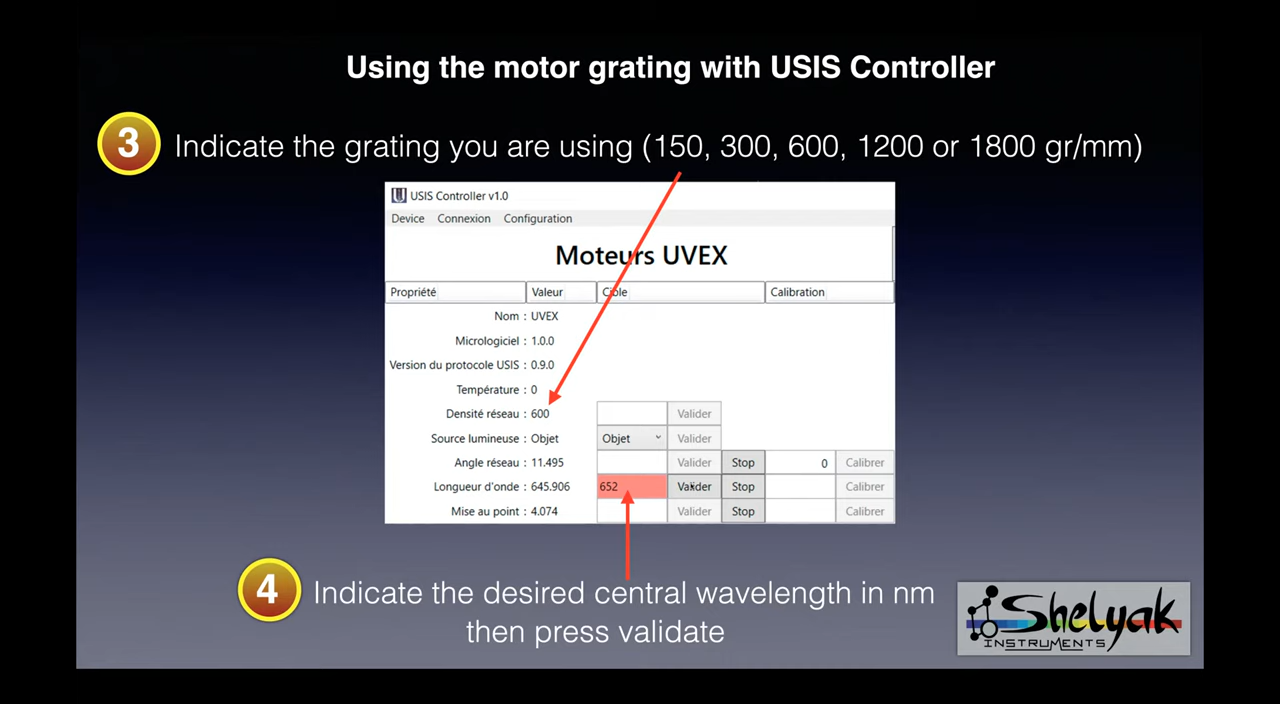 Using the motor grating with USIS Controller
3 Indicate the grating you are using (150, 300, 600, 1200 or 1800 gr/mm)
USIS Controller v1.0
Device Connexion Configuration
Moteurs UVEX
Propriété Valeur Cible Calibration
Nom : UVEX
Micrologiciel : 1.0.0
Version du protocole USIS : 0.9.0
Température : 0
Densité réseau : 600 Valider
Source lumineuse : Objet Objet Valider
Angle réseau : 11.495 Valider Stop 0 Calibrer
Longueur d'onde : 645.906 652 Valider Stop Calibrer
Mise au point : 4.074 Valider Stop Calibrer
4 Indicate the desired central wavelength in nm
then press validate
Shelyak
INSTRUMENTS